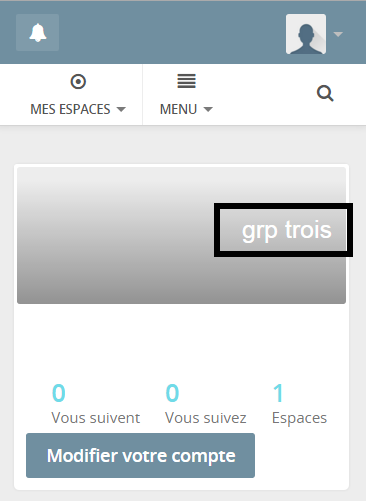 MES ESPACES MENU
grp trois
0 0 1
Vous suivent Vous suivez Espaces
Modifier votre compte